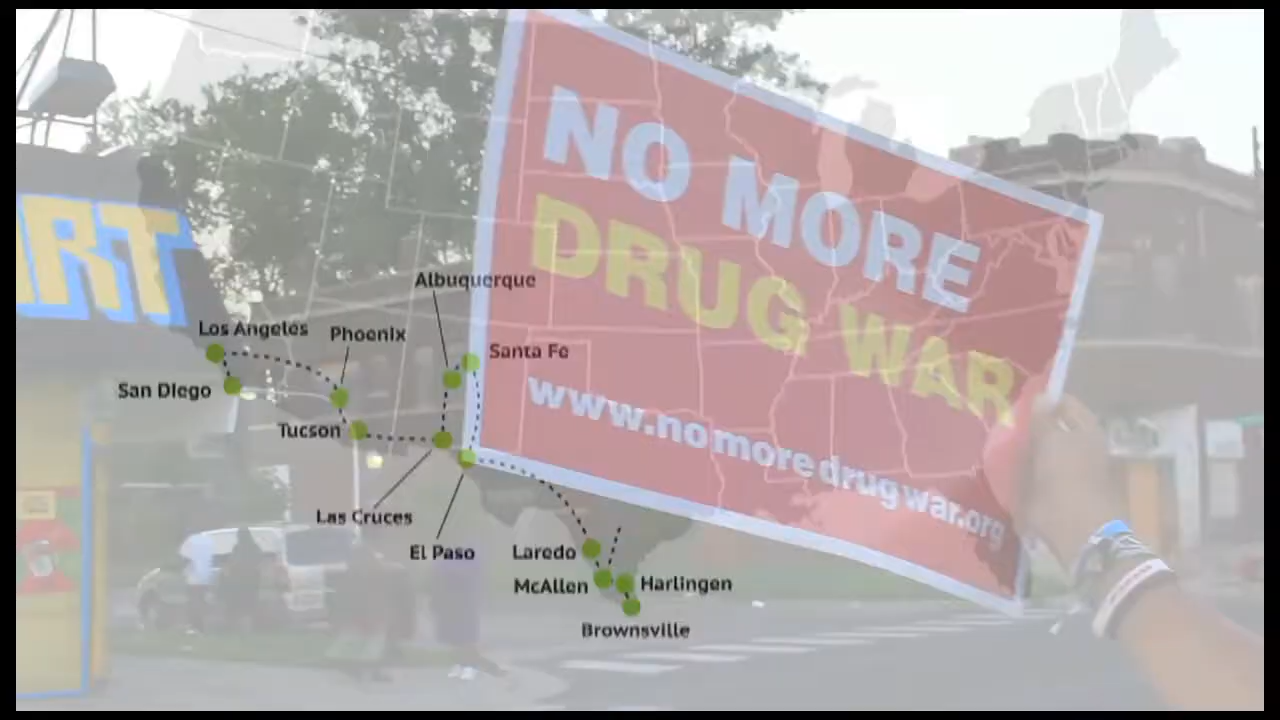 NO MORE
DRUG WAR
www.nomoredrugwar.org
ART
Albuquerque
Los Angeles
Phoenix
Santa Fe
San Diego
Tucson
Las Cruces
El Paso
Laredo
McAllen
Harlingen
Brownsville